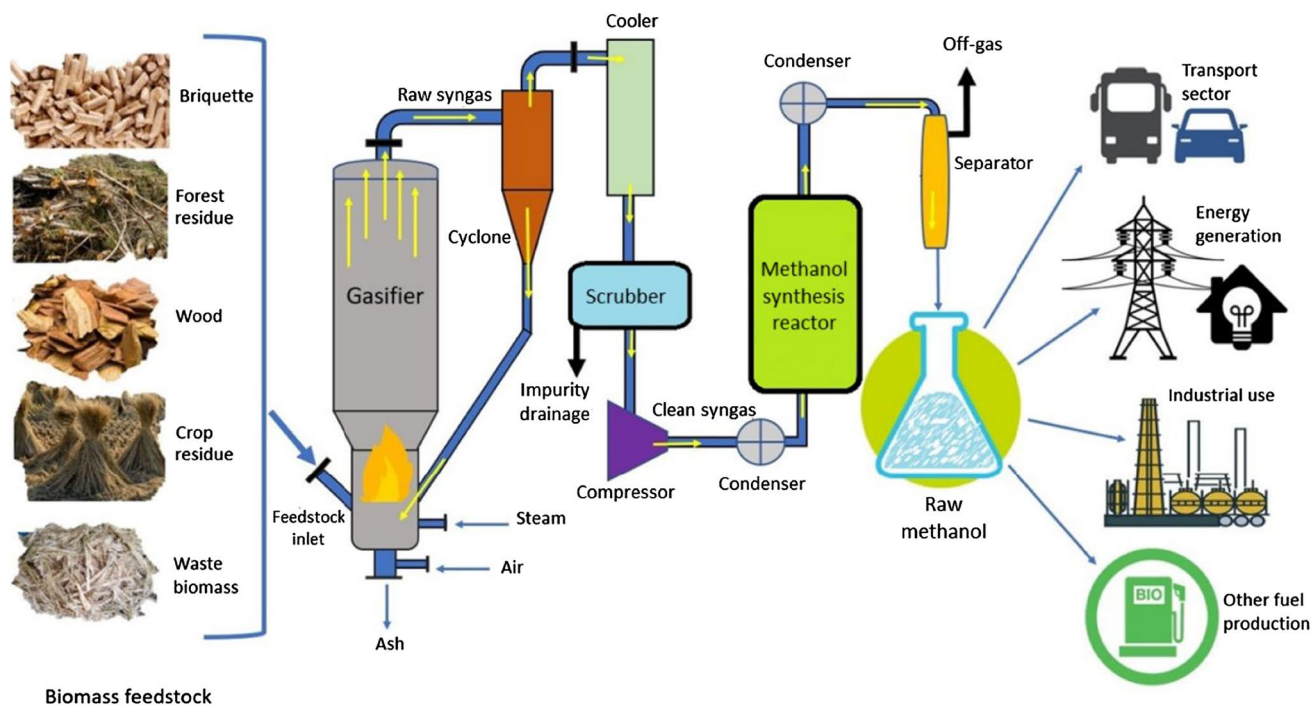 Briquette
Forest
residue
Wood
Crop
residue
Waste
biomass
Biomass feedstock
Raw syngas
Gasifier
Feedstock
inlet
Steam
Air
Ash
Cyclone
Cooler
Scrubber
Impurity
drainage
Compressor
Clean syngas
Condenser
Methanol
synthesis
reactor
Condenser
Off-gas
Separator
Raw
methanol
Transport
sector
Energy
generation
Industrial use
BIO
Other fuel
production